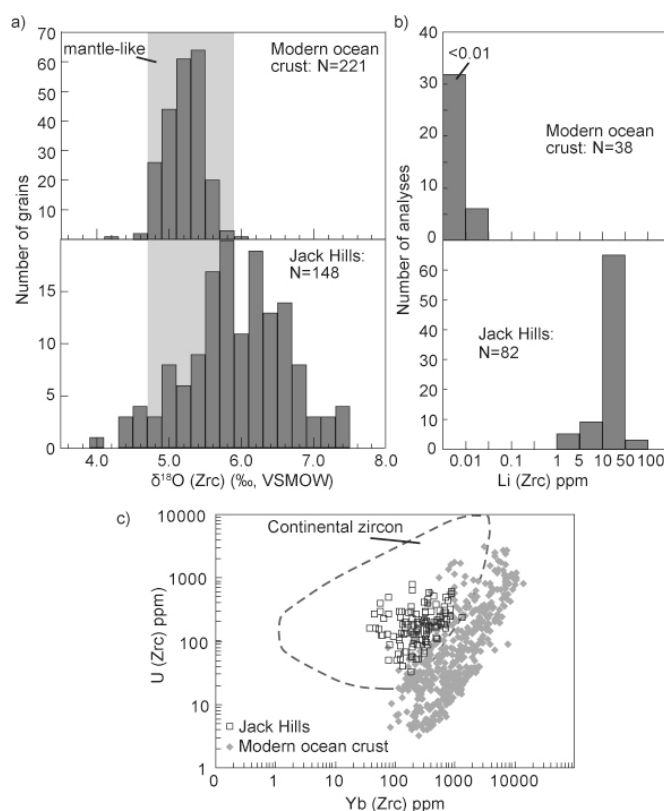 a)
70
60
50
40
30
20
10
mantle-like
Modern ocean
crust: N=221
Number of grains
20
15
10
5
0
Jack Hills:
N=148
4.0 5.0 6.0 7.0 8.0
δ¹⁸O (Zrc) (‰, VSMOW)
b)
40
30
20
10
0
<0.01
Modern ocean
crust: N=38
Number of analyses
60
50
40
30
20
10
0
Jack Hills:
N=82
0.01 0.1 1 5 10 50 100
Li (Zrc) ppm
c)
10000
1000
100
10
1
U (Zrc) ppm)
Continental zircon
Jack Hills
Modern ocean crust
0 1 10 100 1000 10000
Yb (Zrc) ppm